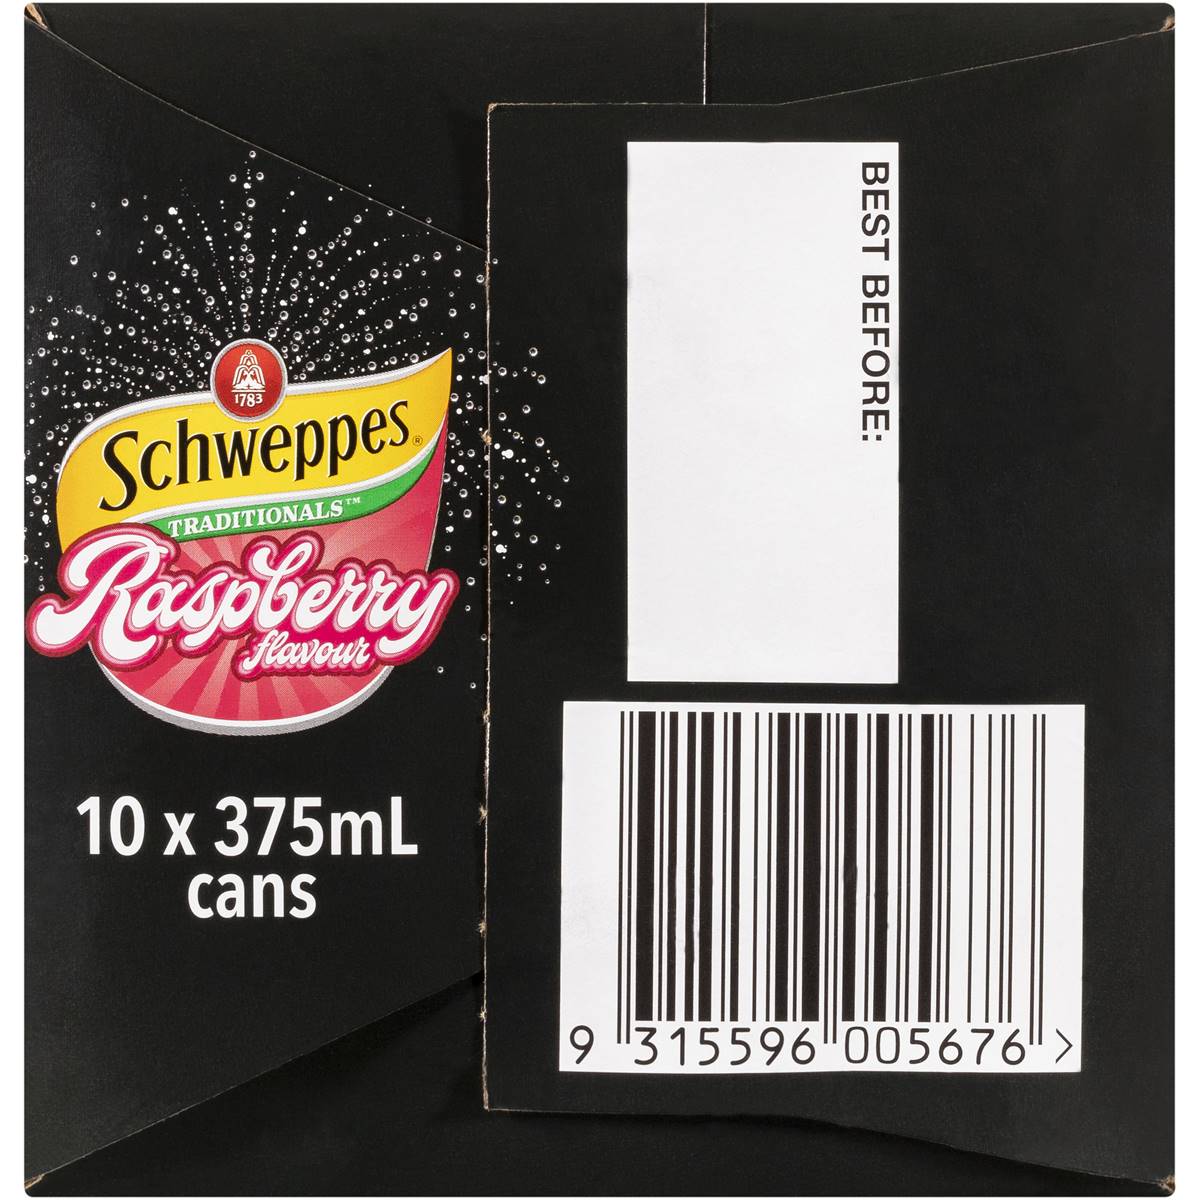 1783
Schweppes®
TRADITIONALS™
Raspberry
flavour
10 x 375mL
cans
BEST BEFORE:
9 315596 005676 >